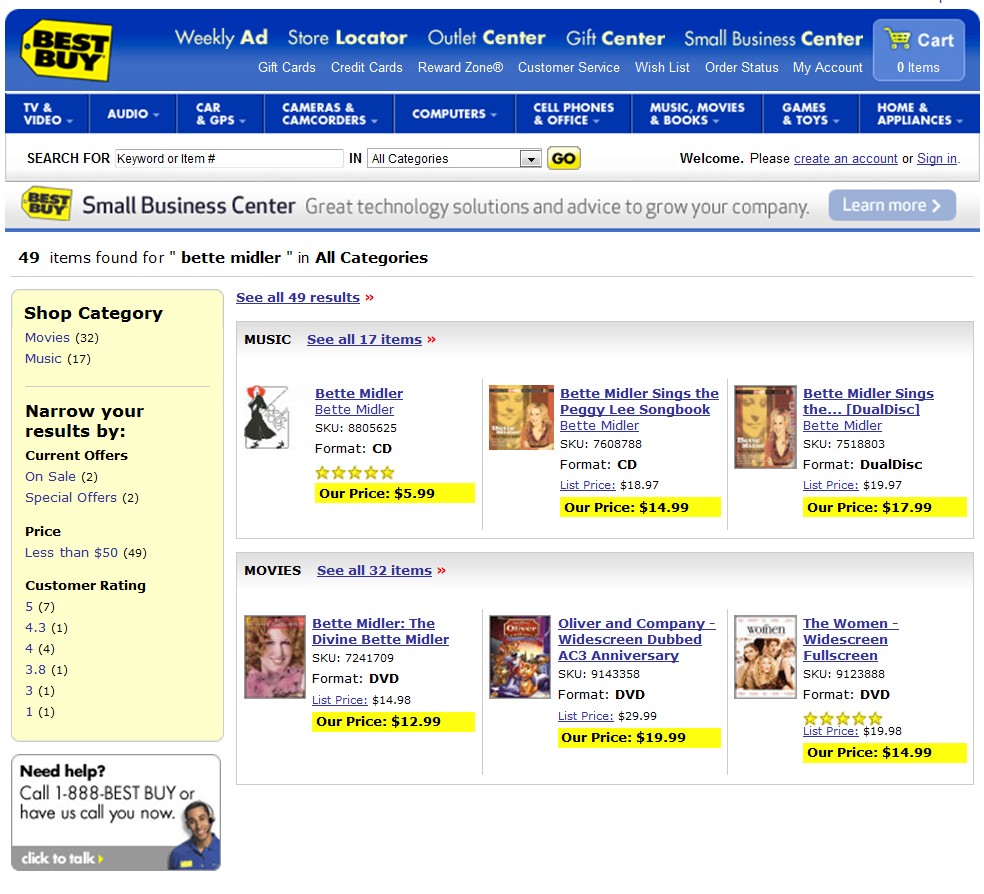 BEST BUY
Weekly Ad Store Locator Outlet Center Gift Center Small Business Center
Cart
0 Items
Gift Cards Credit Cards Reward Zone® Customer Service Wish List Order Status My Account
TV & VIDEO
AUDIO
CAR & GPS
CAMERAS & CAMCORDERS
COMPUTERS
CELL PHONES & OFFICE
MUSIC, MOVIES & BOOKS
GAMES & TOYS
HOME & APPLIANCES
SEARCH FOR Keyword or Item # IN All Categories GO
Welcome. Please create an account or Sign in.
BEST BUY Small Business Center Great technology solutions and advice to grow your company. Learn more
49 items found for " bette midler " in All Categories
Shop Category
Movies (32)
Music (17)
Narrow your
results by:
Current Offers
On Sale (2)
Special Offers (2)
Price
Less than $50 (49)
Customer Rating
5 (7)
4.3 (1)
4 (4)
3.8 (1)
3 (1)
1 (1)
Need help?
Call 1-888-BEST BUY or
have us call you now.
click to talk
See all 49 results »
MUSIC See all 17 items »
Bette Midler
Bette Midler
SKU: 8805625
Format: CD
Our Price: $5.99
Bette Midler Sings the
Peggy Lee Songbook
Bette Midler
SKU: 7608788
Format: CD
List Price: $18.97
Our Price: $14.99
Bette Midler Sings
the... [DualDisc]
Bette Midler
SKU: 7518803
Format: DualDisc
List Price: $19.97
Our Price: $17.99
MOVIES See all 32 items »
Bette Midler: The
Divine Bette Midler
SKU: 7241709
Format: DVD
List Price: $14.98
Our Price: $12.99
Oliver
Oliver and Company -
Widescreen Dubbed
AC3 Anniversary
SKU: 9143358
Format: DVD
List Price: $29.99
Our Price: $19.99
women
The Women -
Widescreen
Fullscreen
SKU: 9123888
Format: DVD
List Price: $19.98
Our Price: $14.99